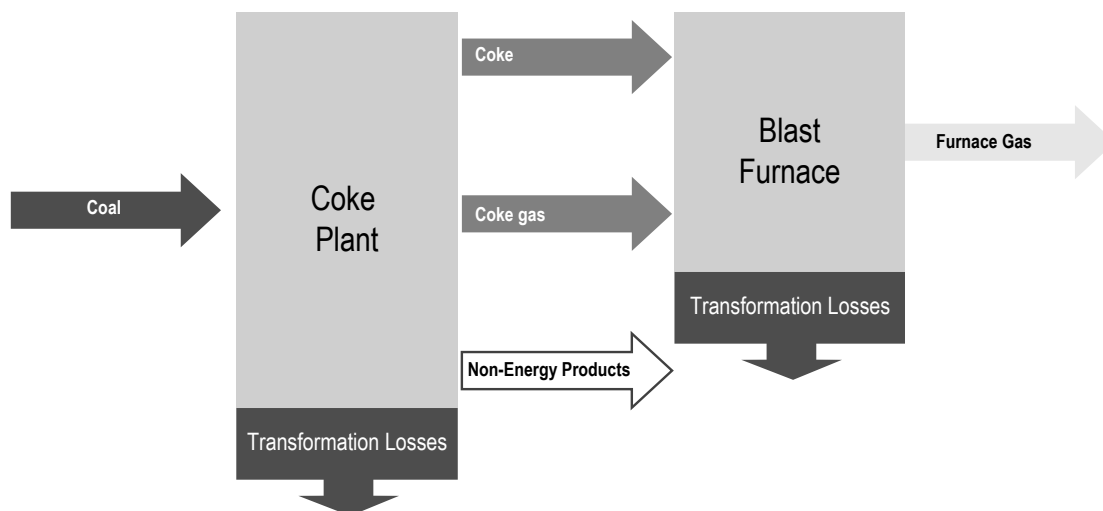 Coke
Blast
Furnace
Furnace Gas
Coal
Coke
Plant
Coke gas
Transformation Losses
Non-Energy Products
Transformation Losses